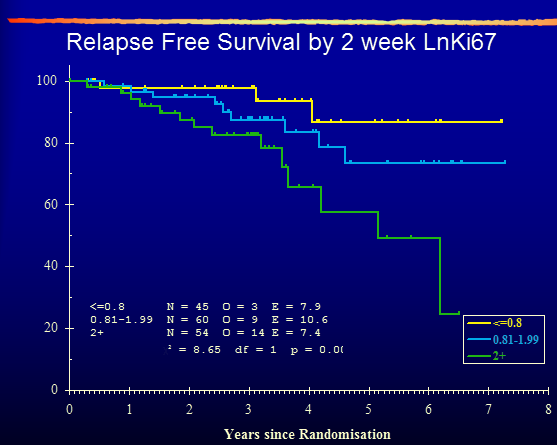 Relapse Free Survival by 2 week LnKi67
100
80
60
40
20
0
<=0.8 N = 45 O = 3 E = 7.9
0.81-1.99 N = 60 O = 9 E = 10.6
2+ N = 54 O = 14 E = 7.4
² = 8.65 df = 1 p = 0.00
<=0.8
0.81-1.99
2+
0 1 2 3 4 5 6 7 8
Years since Randomisation